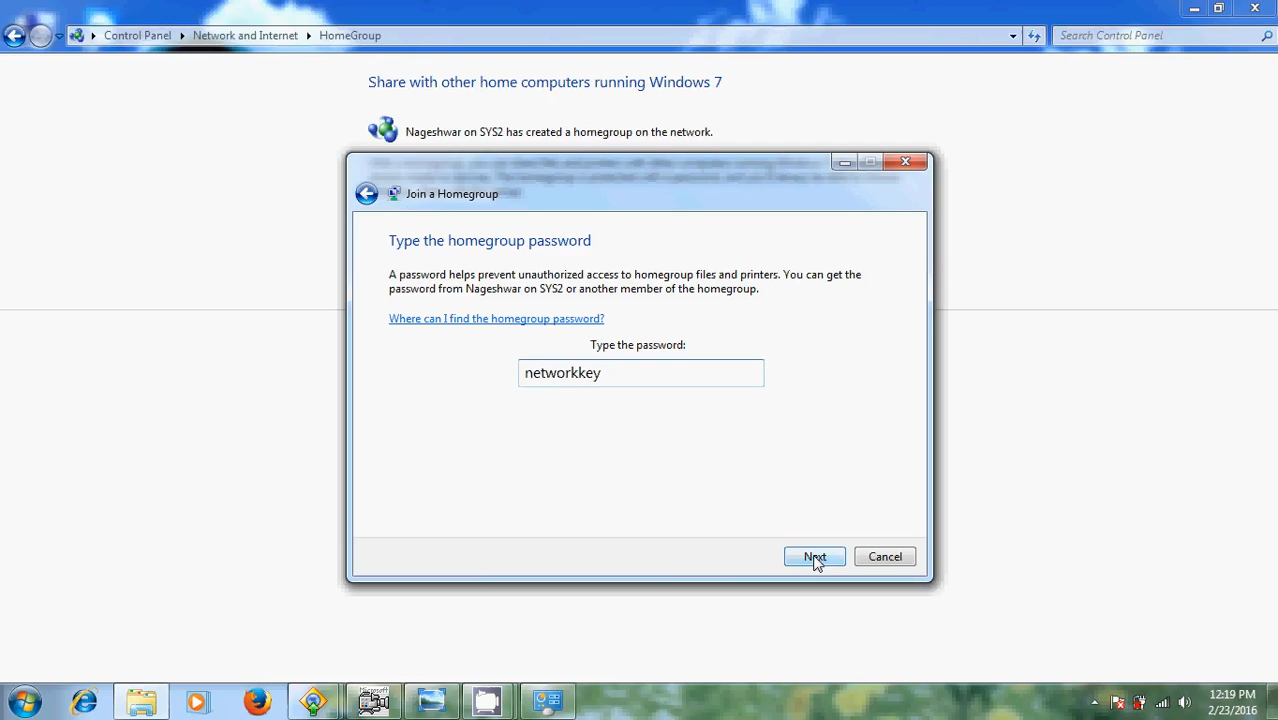 Control Panel
Network and Internet
HomeGroup
Search Control Panel
Share with other home computers running Windows 7
Nageshwar on SYS2 has created a homegroup on the network.
Join a Homegroup
Type the homegroup password
A password helps prevent unauthorized access to homegroup files and printers. You can get the
password from Nageshwar on SYS2 or another member of the homegroup.
Where can I find the homegroup password?
Type the password:
networkkey
Next
Cancel
12:19 PM
2/23/2016